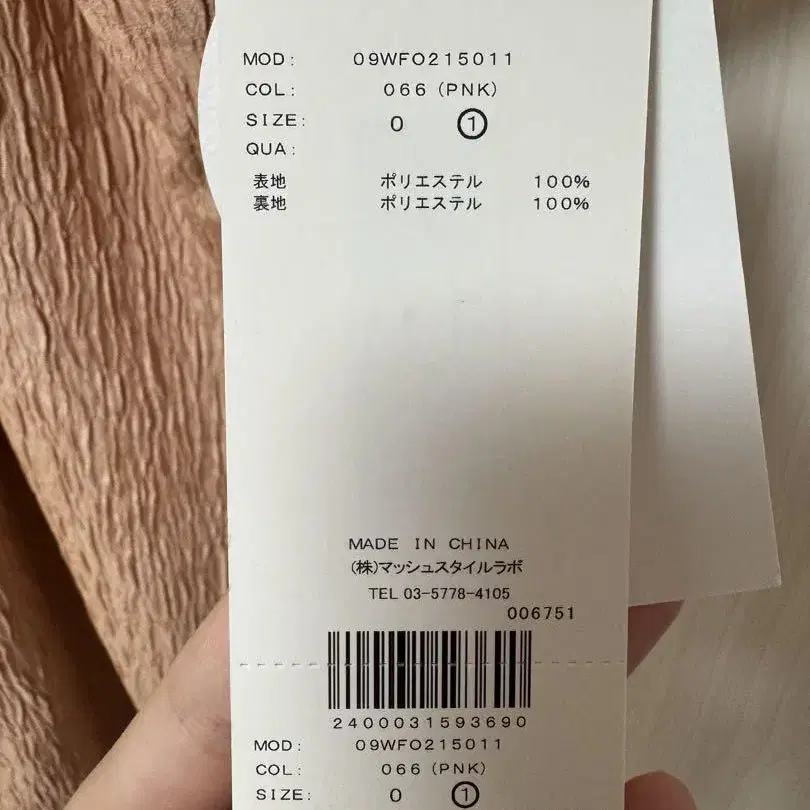 MOD: 09WFO215011
COL: 066 (PNK)
SIZE: 0 ①
QUA:
表地 ポリエステル 100%
裏地 ポリエステル 100%
MADE IN CHINA
(株)マッシュスタイルラボ
TEL 03-5778-4105
006751
2400031593690
MOD: 09WFO215011
COL: 066 (PNK)
SIZE: 0 ①